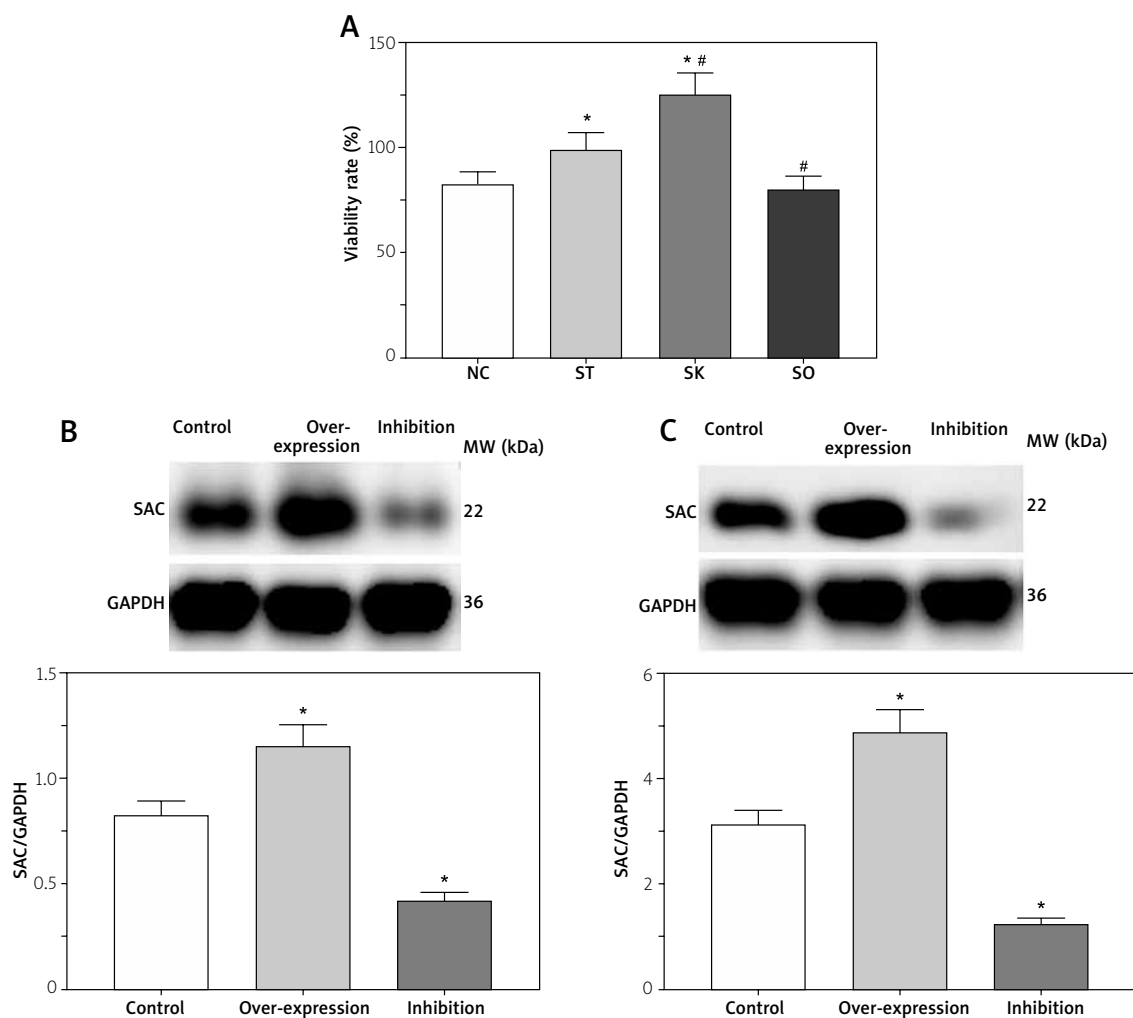 A
150
100
50
0
Viability rate (%)
*
* #
#
NC ST SK SO
B
Control Over-expression Inhibition MW (kDa)
SAC 22
GAPDH 36
1.5
1.0
0.5
0
SAC/GAPDH
*
*
Control Over-expression Inhibition
C
Control Over-expression Inhibition MW (kDa)
SAC 22
GAPDH 36
6
4
2
0
SAC/GAPDH
*
*
Control Over-expression Inhibition